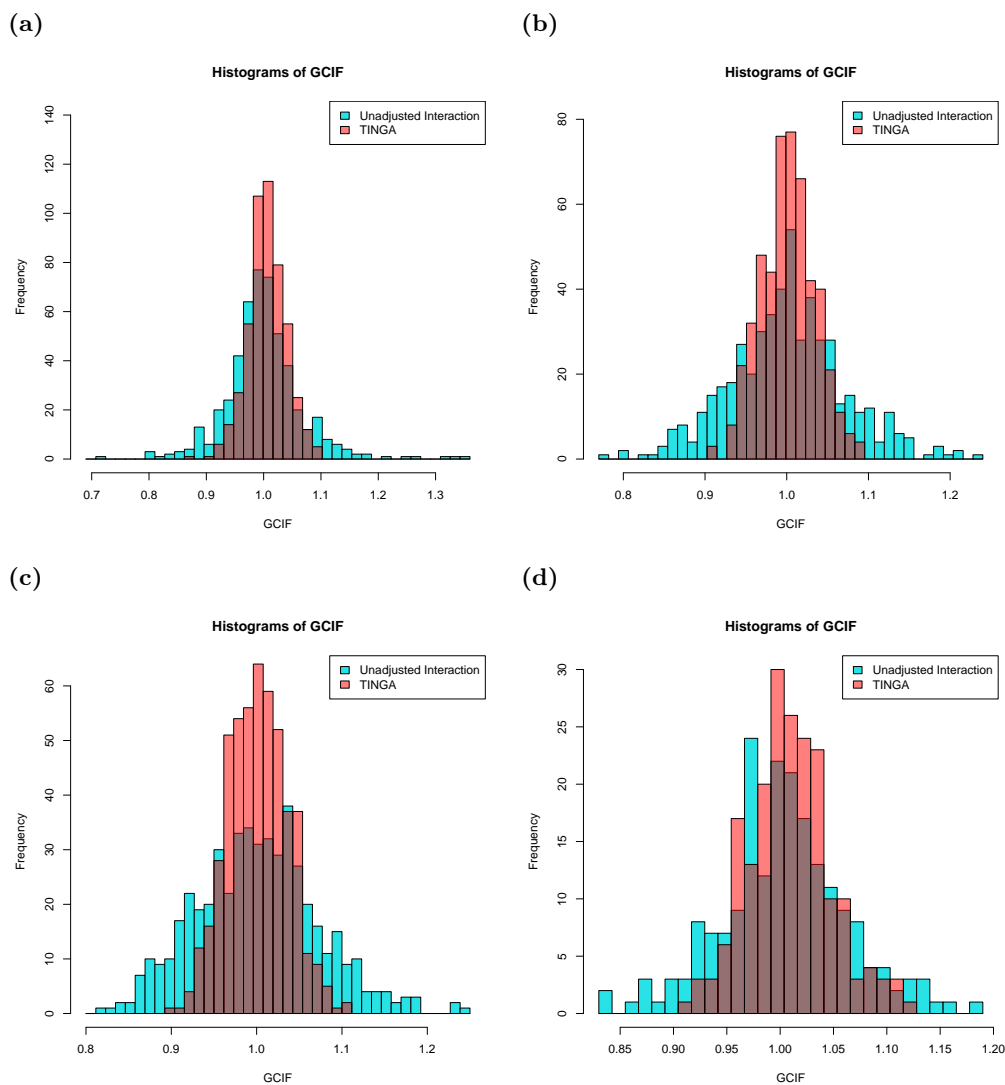 (a)
Histograms of GCIF
Unadjusted Interaction
TINGA
Frequency
0 20 40 60 80 100 120 140
0.7 0.8 0.9 1.0 1.1 1.2 1.3
GCIF
(b)
Histograms of GCIF
Unadjusted Interaction
TINGA
Frequency
0 20 40 60 80
0.8 0.9 1.0 1.1 1.2
GCIF
(c)
Histograms of GCIF
Unadjusted Interaction
TINGA
Frequency
0 10 20 30 40 50 60
0.8 0.9 1.0 1.1 1.2
GCIF
(d)
Histograms of GCIF
Unadjusted Interaction
TINGA
Frequency
0 5 10 15 20 25 30
0.85 0.90 0.95 1.00 1.05 1.10 1.15 1.20
GCIF